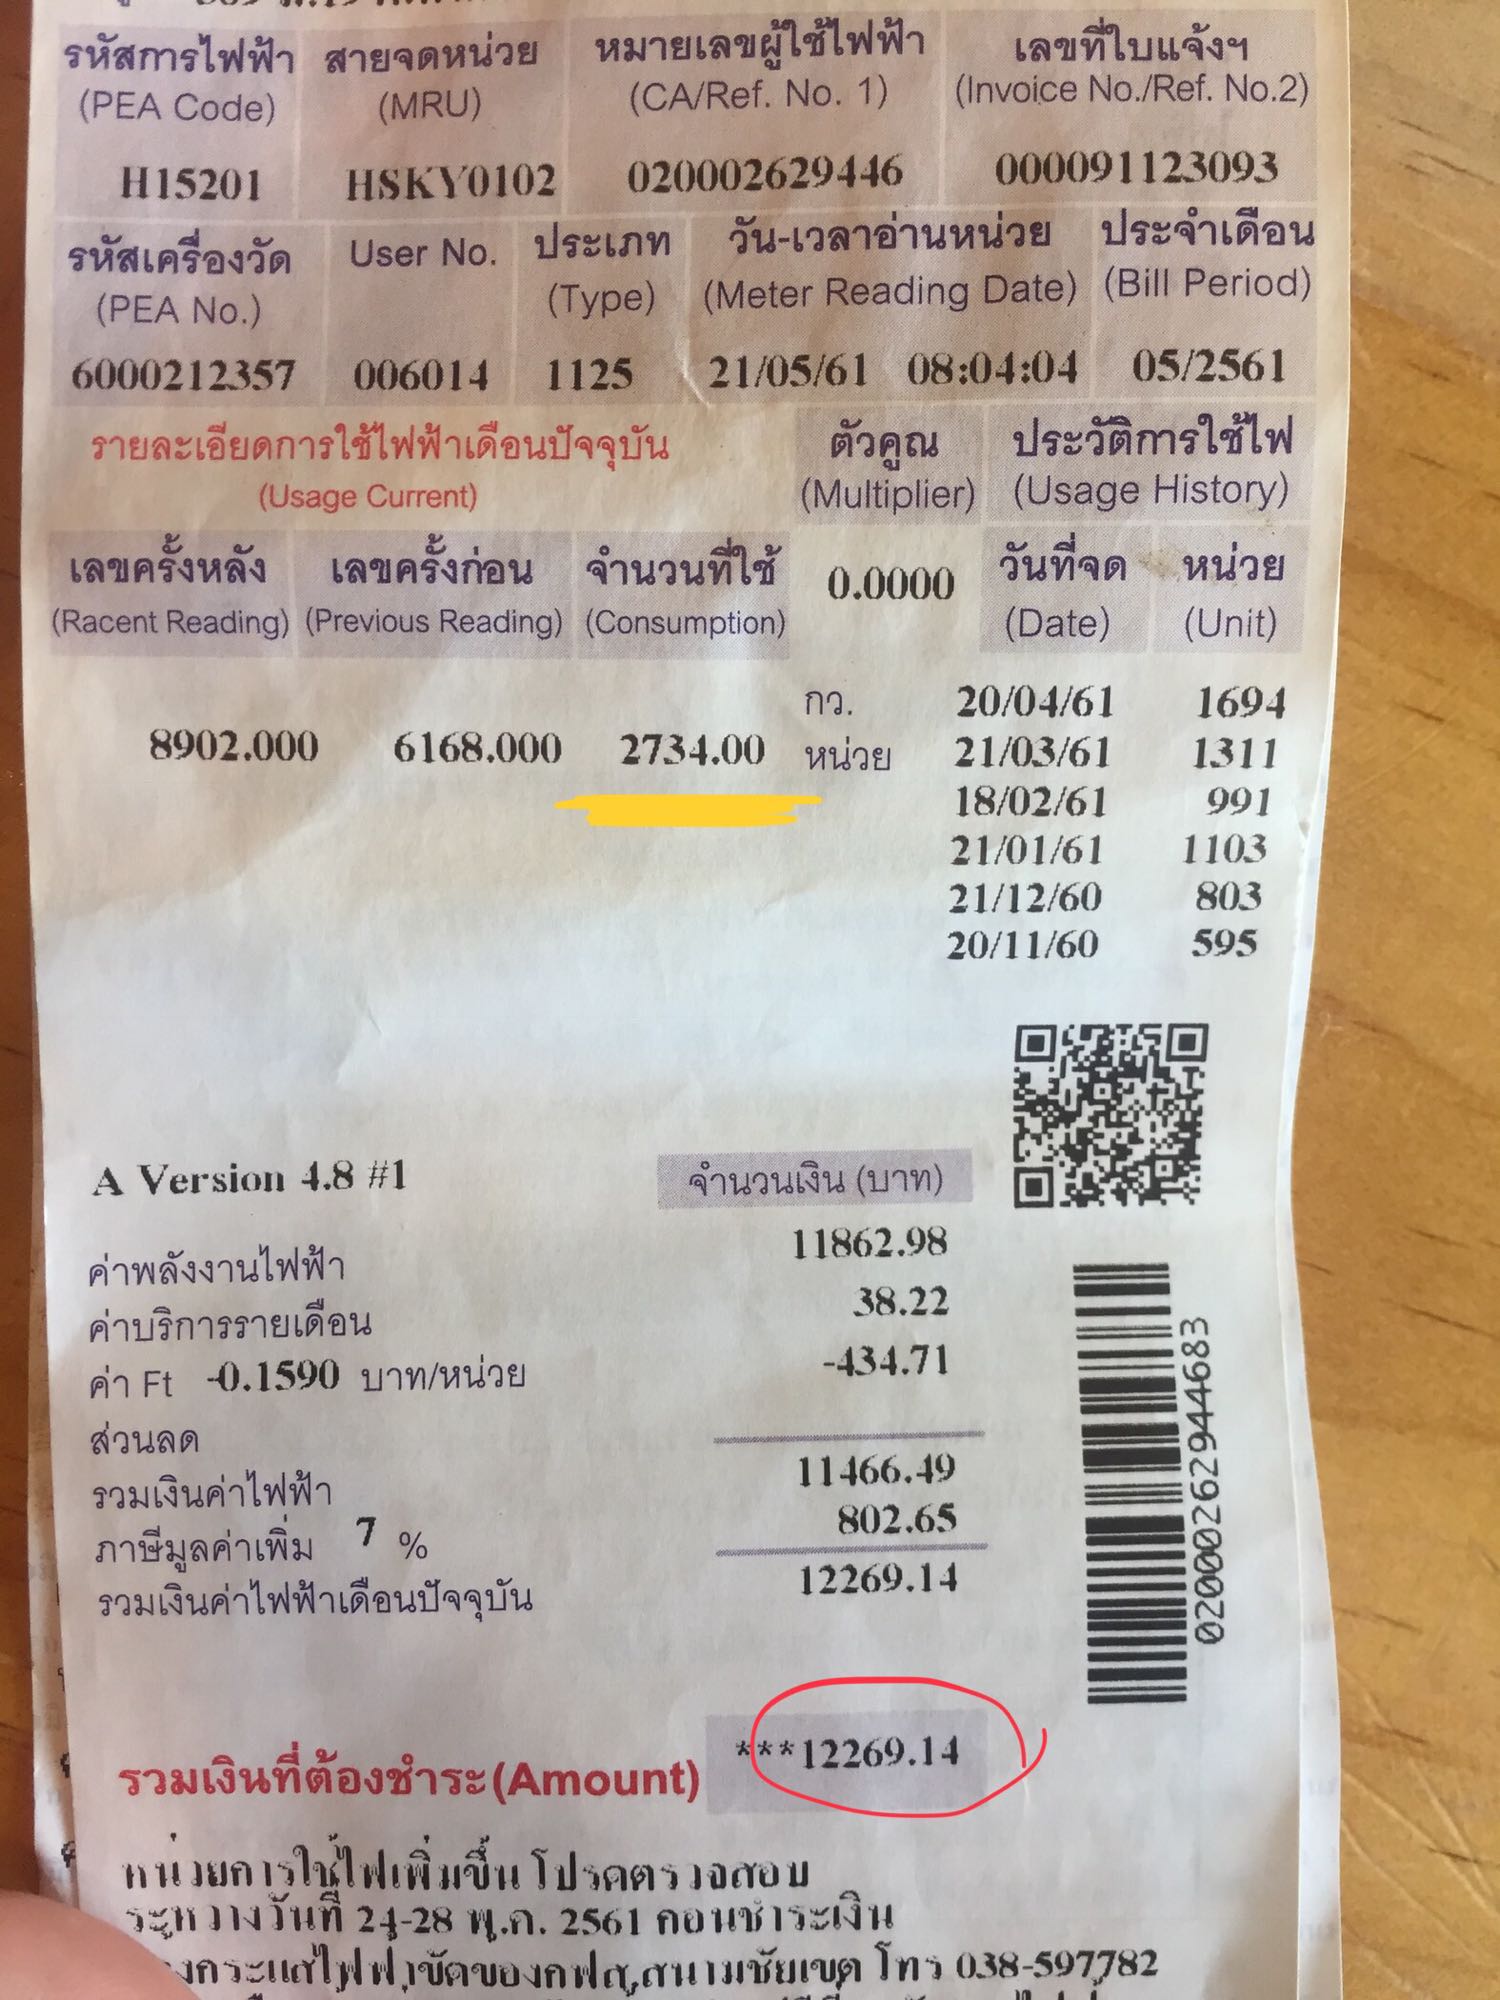 รหัสการไฟฟ้า สายจดหน่วย หมายเลขผู้ใช้ไฟฟ้า เลขที่ใบแจ้งฯ
(PEA Code) (MRU) (CA/Ref. No. 1) (Invoice No./Ref. No.2)
H15201 HSKY0102 020002629446 000091123093
รหัสเครื่องวัด User No. ประเภท วัน-เวลาอ่านหน่วย ประจำเดือน
(PEA No.) (Type) (Meter Reading Date) (Bill Period)
6000212357 006014 1125 21/05/61 08:04:04 05/2561
รายละเอียดการใช้ไฟฟ้าเดือนปัจจุบัน ตัวคูณ ประวัติการใช้ไฟ
(Usage Current) (Multiplier) (Usage History)
เลขครั้งหลัง เลขครั้งก่อน จำนวนที่ใช้ 0.0000 วันที่จด หน่วย
(Racent Reading) (Previous Reading) (Consumption) (Date) (Unit)
กว. 20/04/61 1694
8902.000 6168.000 2734.00 หน่วย 21/03/61 1311
18/02/61 991
21/01/61 1103
21/12/60 803
20/11/60 595
A Version 4.8 #1 จำนวนเงิน (บาท)
ค่าพลังงานไฟฟ้า 11862.98
ค่าบริการรายเดือน 38.22
ค่า Ft -0.1590 บาท/หน่วย -434.71
ส่วนลด
รวมเงินค่าไฟฟ้า 11466.49
ภาษีมูลค่าเพิ่ม 7 % 802.65
รวมเงินค่าไฟฟ้าเดือนปัจจุบัน 12269.14
020002629444683
รวมเงินที่ต้องชำระ(Amount) ***12269.14
หน่วยการใช้ไฟเพิ่มขึ้น โปรดตรวจสอบ
ระหว่างวันที่ 24-28 พ.ค. 2561 ก่อนชำระเงิน
สนามชัยเขต โทร 038-597782